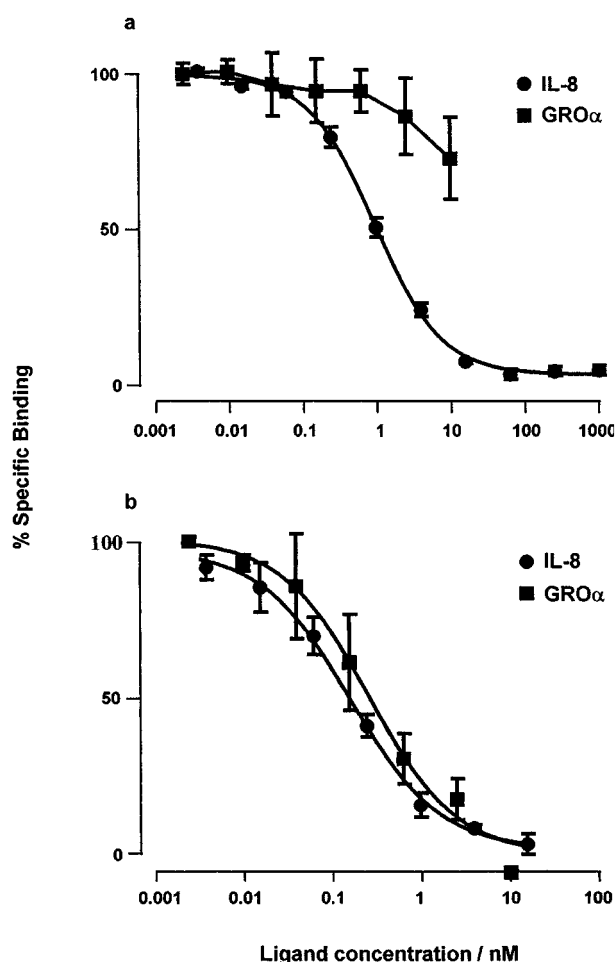 a
100
50
0
IL-8
GROα
0.001 0.01 0.1 1 10 100 1000
% Specific Binding
b
100
50
0
IL-8
GROα
0.001 0.01 0.1 1 10 100
Ligand concentration / nM